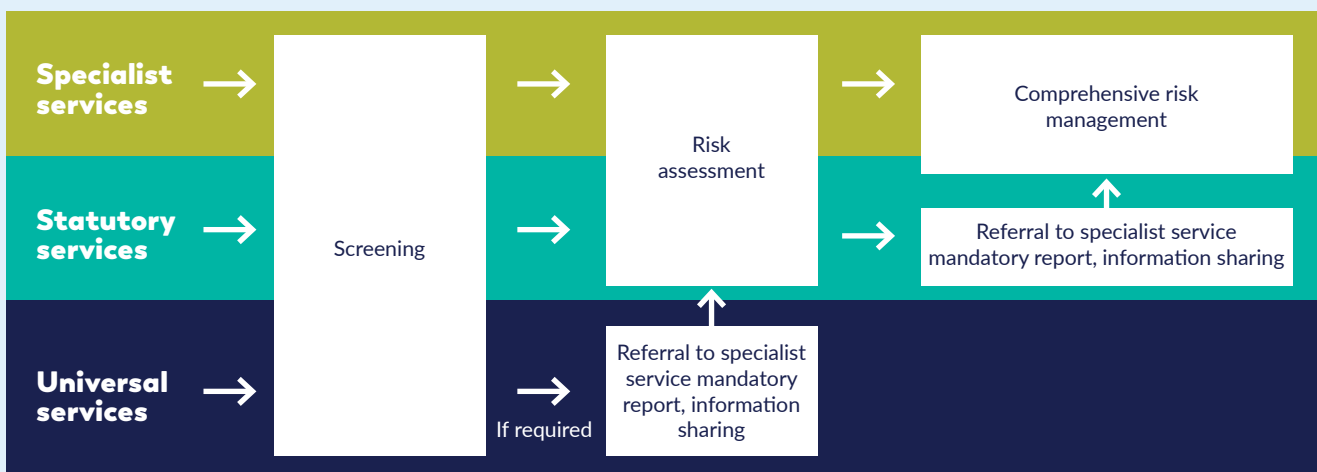 Specialist
services
Statutory
services
Universal
services
Screening
If required
Risk
assessment
Referral to specialist
service mandatory
report, information
sharing
Comprehensive risk
management
Referral to specialist service
mandatory report, information sharing